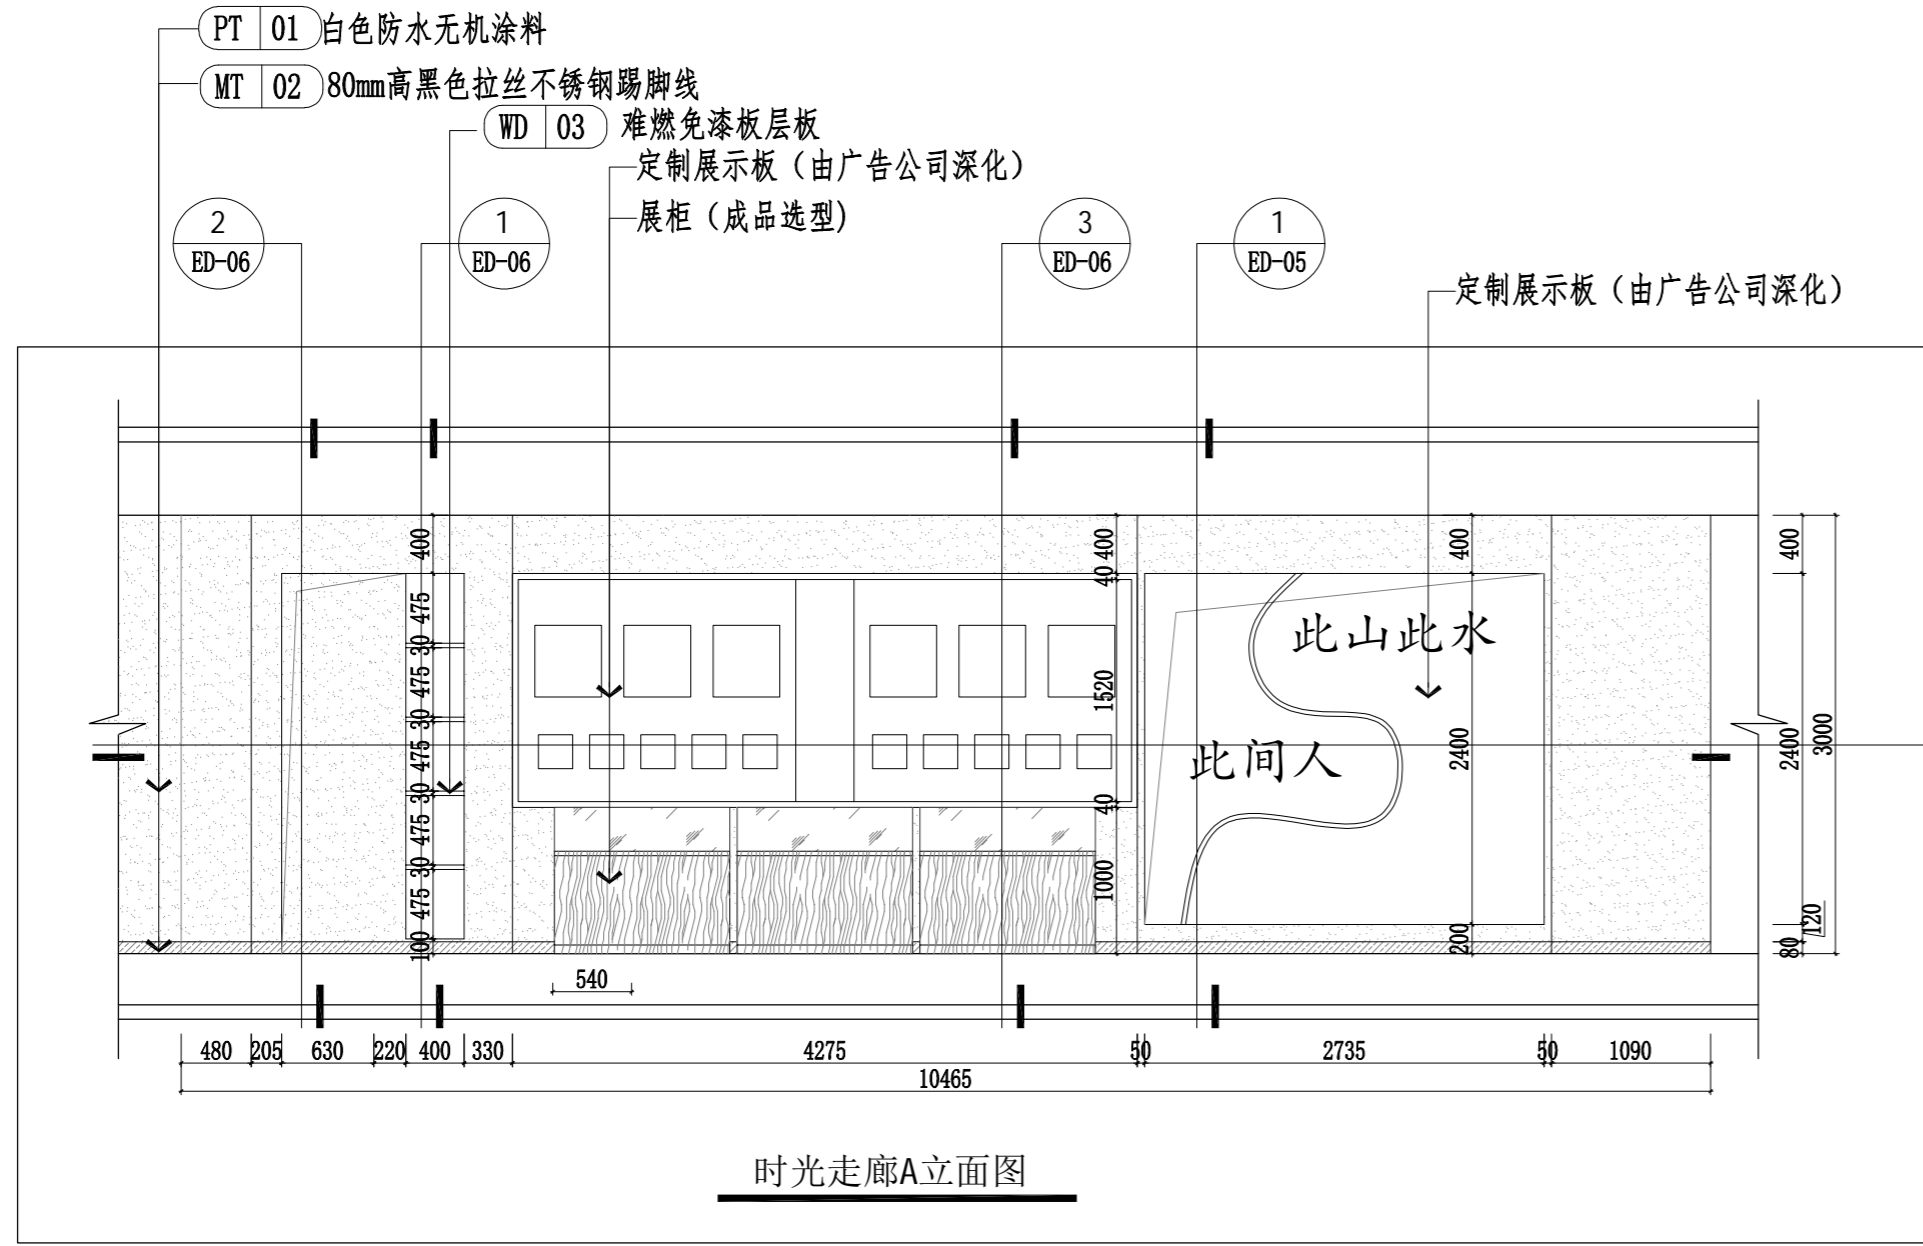 PT 01 白色防水无机涂料
MT 02 80mm高黑色拉丝不锈钢踢脚线
WD 03 难燃免漆板层板
定制展示板（由广告公司深化）
展柜（成品选型)
2
ED-06
1
ED-06
3
ED-06
1
ED-05
定制展示板（由广告公司深化）
400
475
30
475
30
475
30
475
30
475
100
400
40
1520
40
1000
400
2400
200
400
2400
120
80
3000
此山此水
此间人
540
480 205 630 220 400 330 4275 50 2735 50 1090
10465
时光走廊A立面图